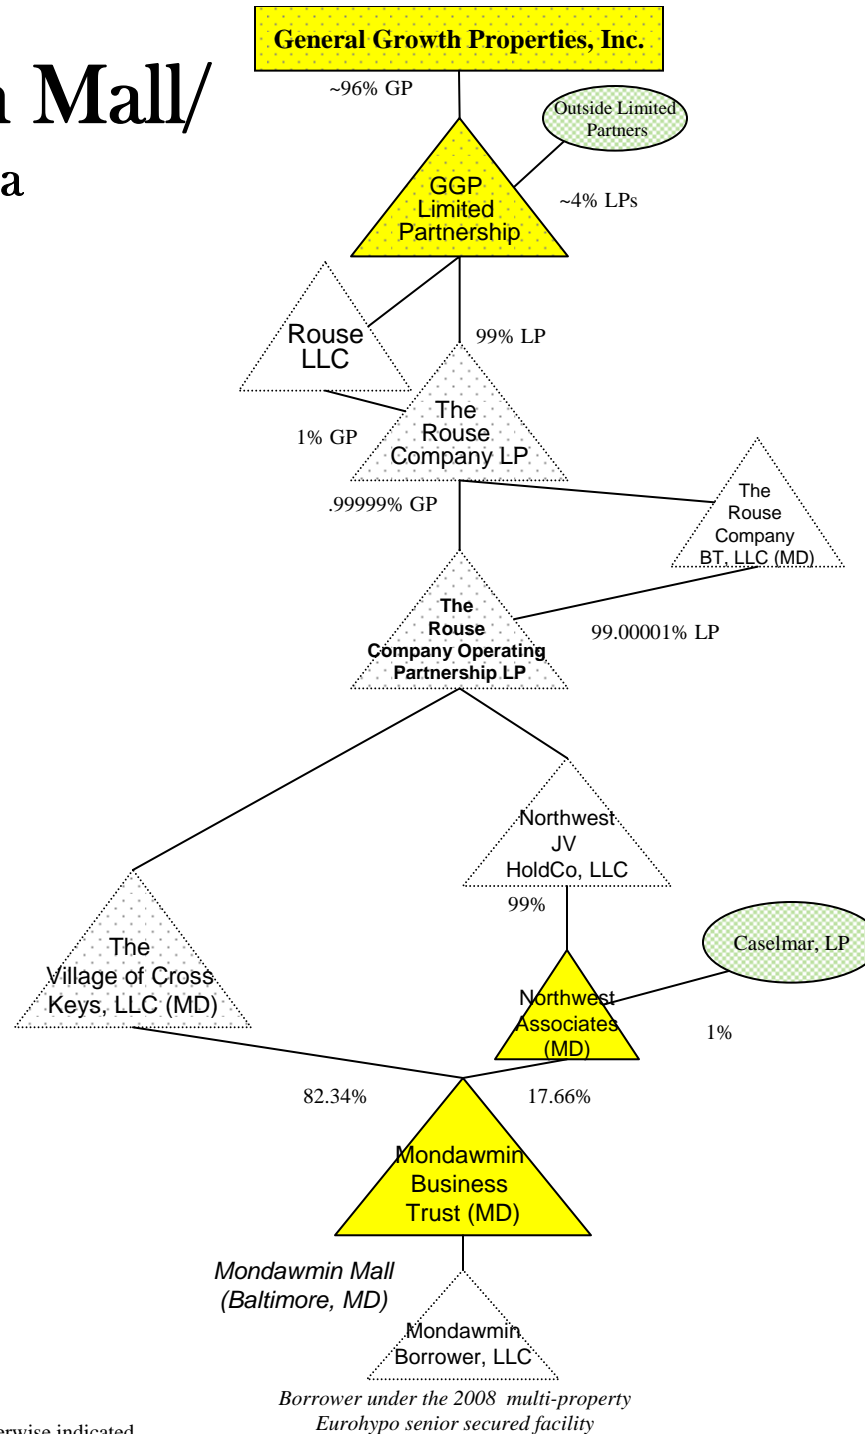 General Growth Properties, Inc.
Mall/
a
~96% GP
Outside Limited
Partners
GGP
Limited
Partnership
~4% LPs
Rouse
LLC
99% LP
1% GP
The
Rouse
Company LP
.99999% GP
The
Rouse
Company
BT, LLC (MD)
The
Rouse
Company Operating
Partnership LP
99.00001% LP
Northwest
JV
HoldCo, LLC
99%
The
Village of Cross
Keys, LLC (MD)
Caselmar, LP
Northwest
Associates
(MD)
1%
82.34%
17.66%
Mondawmin
Business
Trust (MD)
Mondawmin Mall
(Baltimore, MD)
Mondawmin
Borrower, LLC
Borrower under the 2008 multi-property
Eurohypo senior secured facility
erwise indicated